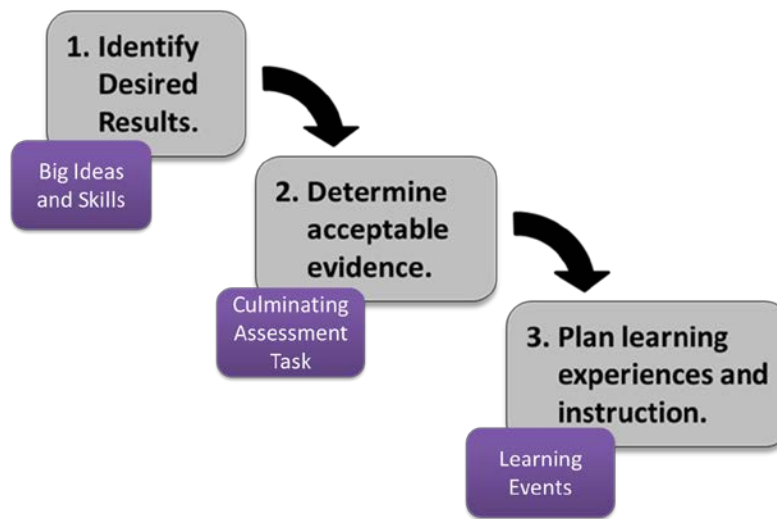 1. Identify
Desired
Results.
Big Ideas
and Skills
2. Determine
acceptable
evidence.
Culminating
Assessment
Task
3. Plan learning
experiences and
instruction.
Learning
Events